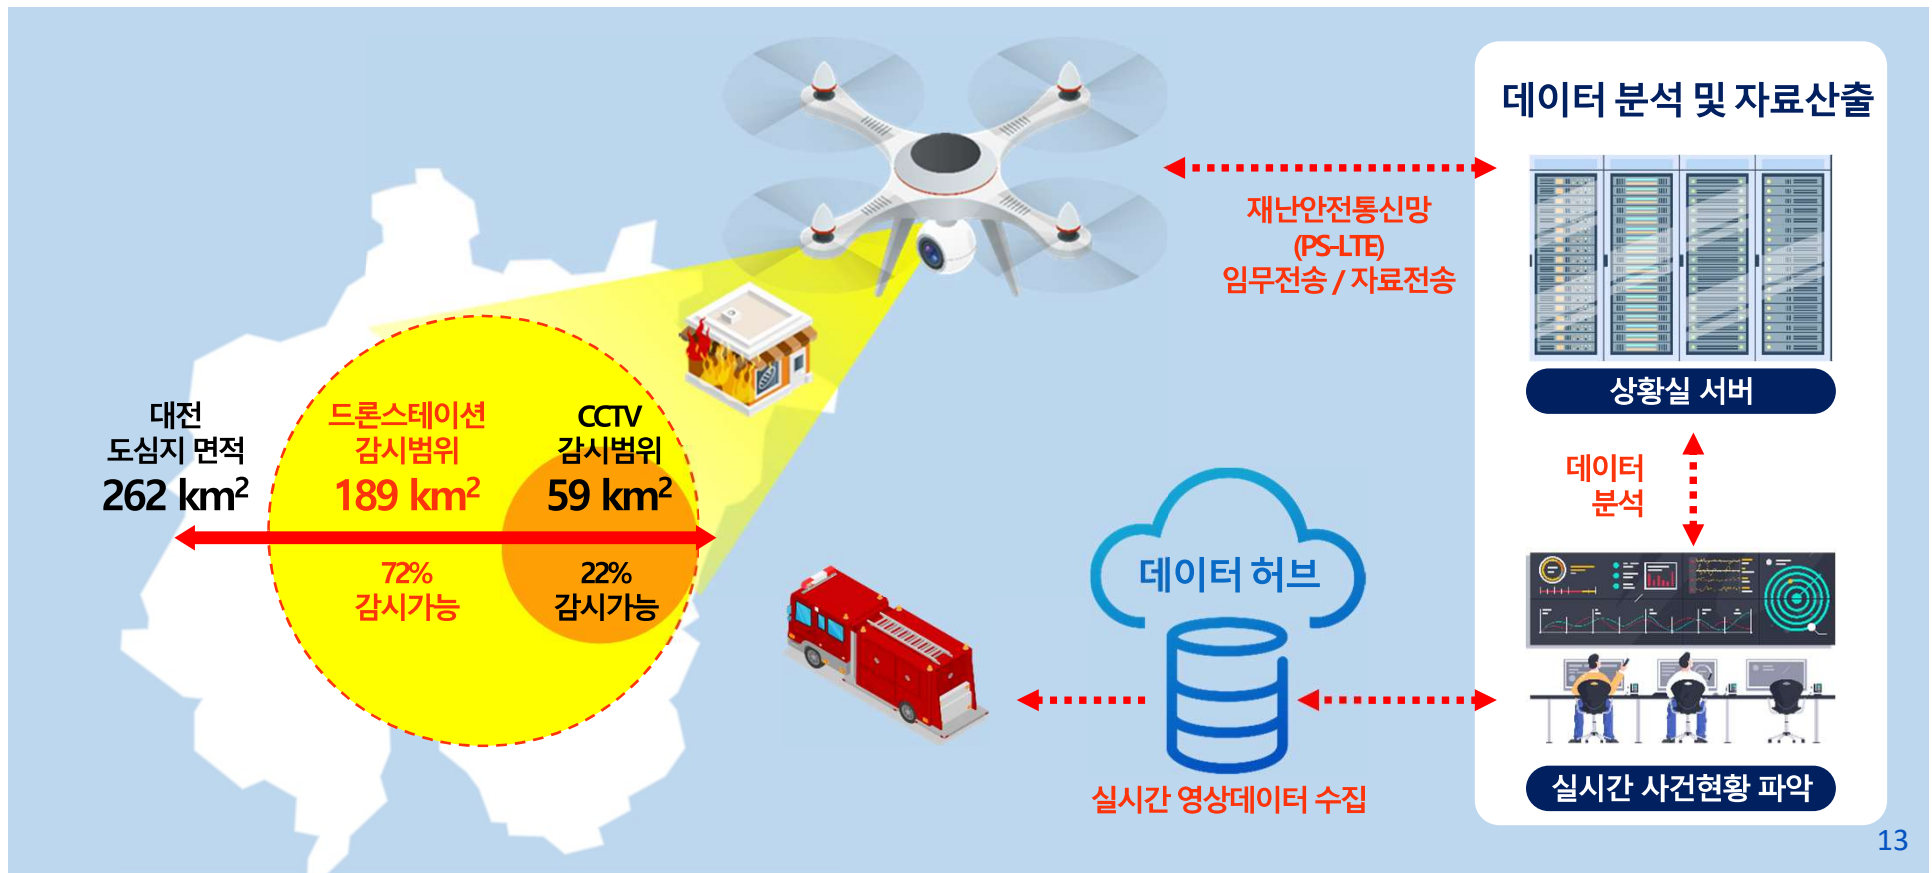 데이터 분석 및 자료산출
재난안전통신망
(PS-LTE)
임무전송 / 자료전송
상황실 서버
대전
도심지 면적
262 km²
드론스테이션
감시범위
189 km²
CCTV
감시범위
59 km²
72%
감시가능
22%
감시가능
데이터
분석
데이터 허브
실시간 영상데이터 수집
실시간 사건현황 파악
13